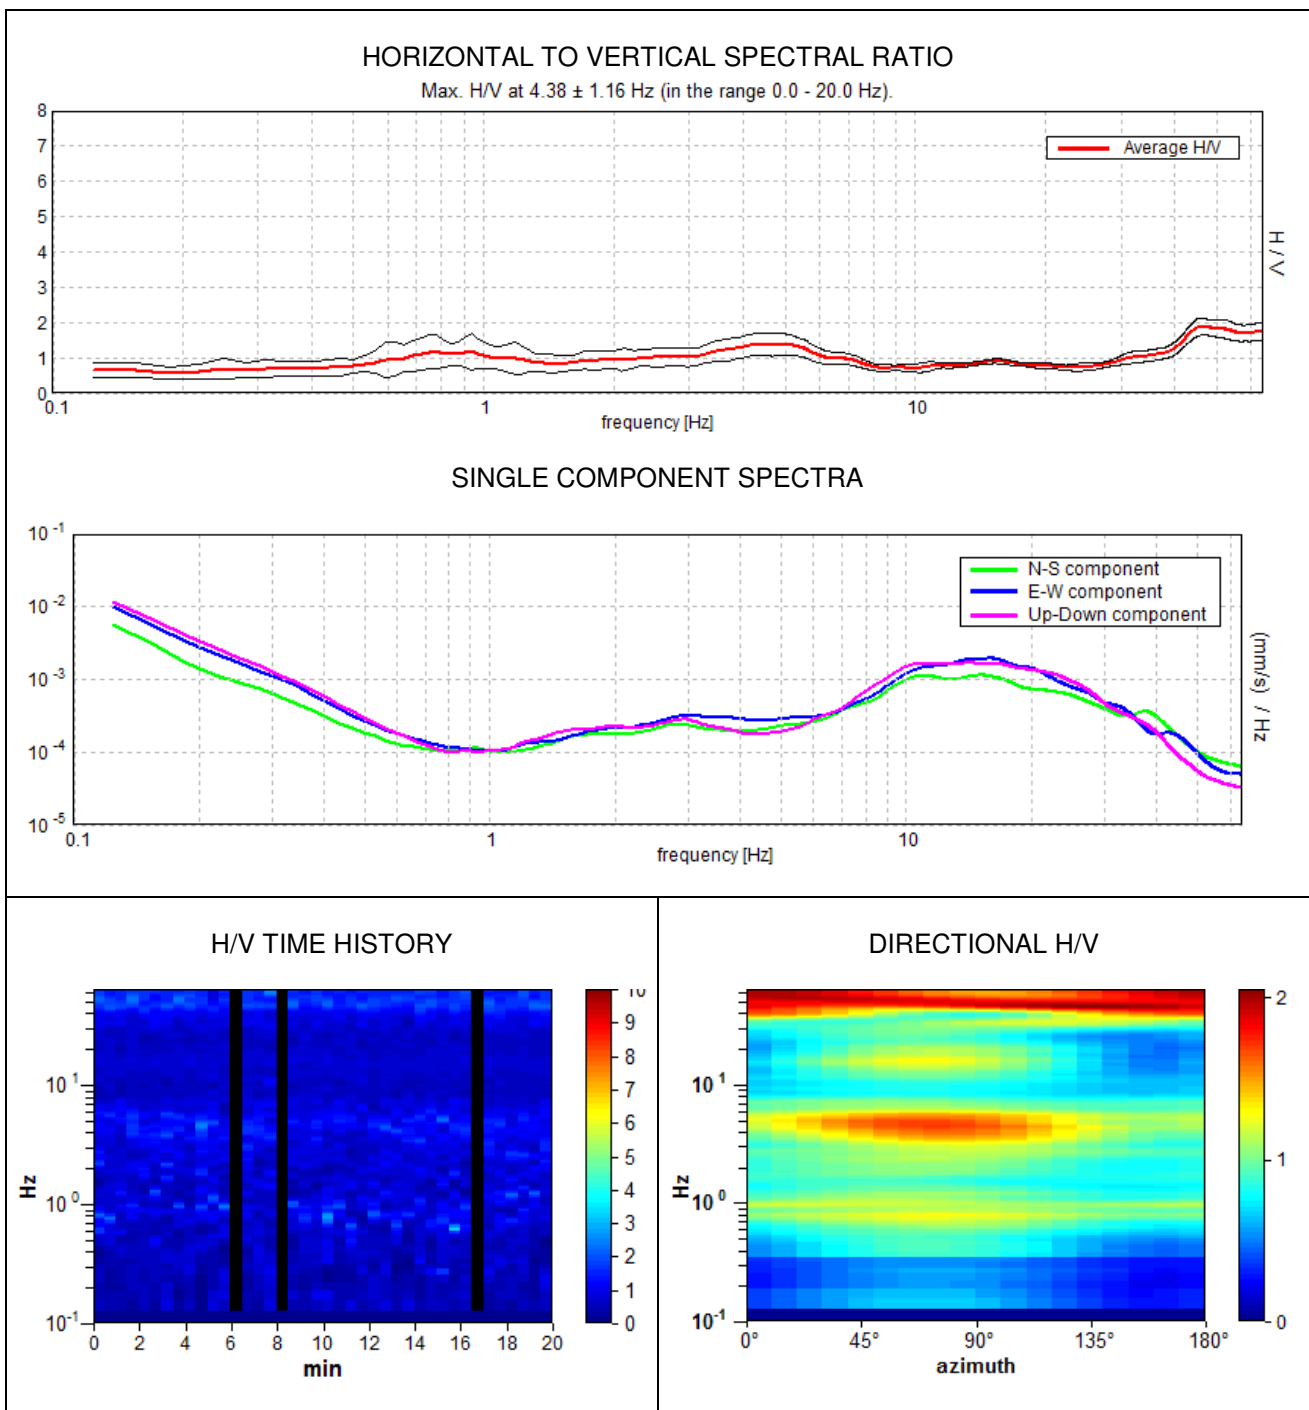 HORIZONTAL TO VERTICAL SPECTRAL RATIO
Max. H/V at 4.38 ± 1.16 Hz (in the range 0.0 - 20.0 Hz).
8
7
6
5
4
3
2
1
0
Average H/V
H / V
0.1 1 10
frequency [Hz]
SINGLE COMPONENT SPECTRA
10 -1
10 -2
10 -3
10 -4
10 -5
N-S component
E-W component
Up-Down component
(mm/s) / Hz
0.1 1 10
frequency [Hz]
H/V TIME HISTORY
10 1
10 0
10 -1
Hz
0 2 4 6 8 10 12 14 16 18 20
min
10
9
8
7
6
5
4
3
2
1
0
DIRECTIONAL H/V
10 1
10 0
10 -1
Hz
0° 45° 90° 135° 180°
azimuth
2
1
0